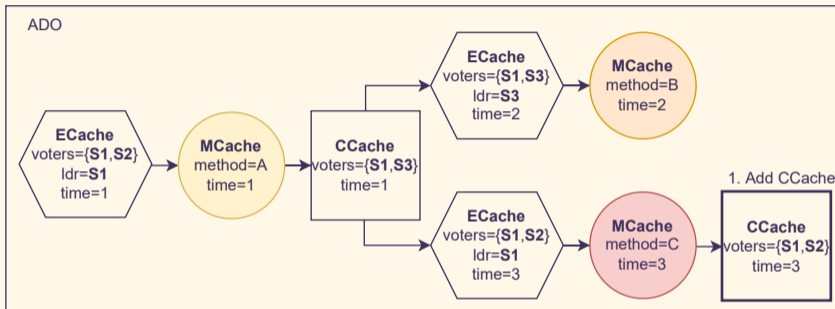 ADO
ECache
voters={S1,S2}
ldr=S1
time=1
MCache
method=A
time=1
CCache
voters={S1,S3}
time=1
ECache
voters={S1,S3}
ldr=S3
time=2
MCache
method=B
time=2
ECache
voters={S1,S2}
ldr=S1
time=3
MCache
method=C
time=3
1. Add CCache
CCache
voters={S1,S2}
time=3